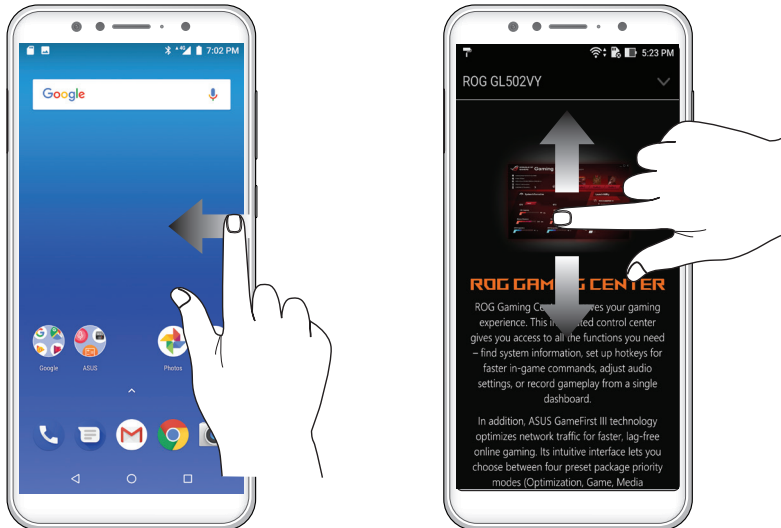 7:02 PM
Google
Google
ASUS
Photos
5:23 PM
ROG GL502VY
Gaming
ROG GAM G CENTER
ROG Gaming Ce ves your gaming
experience. This in ted control center
gives you access to all the functions you need
– find system information, set up hotkeys for
faster in-game commands, adjust audio
settings, or record gameplay from a single
dashboard.
In addition, ASUS GameFirst III technology
optimizes network traffic for faster, lag-free
online gaming. Its intuitive interface lets you
choose between four preset package priority
modes (Optimization, Game, Media